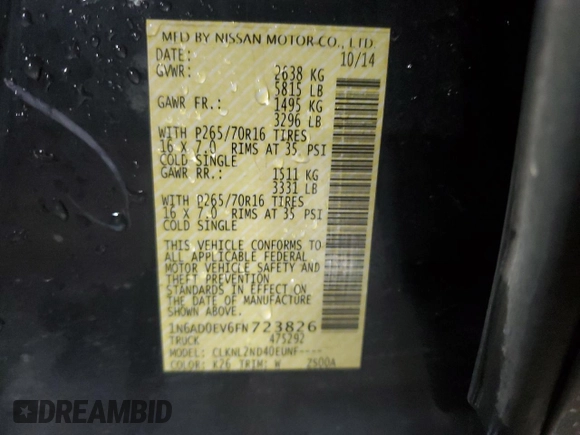 MFD BY NISSAN MOTOR CO., LTD.
DATE: 10/14
GVWR: 2638 KG
5815 LB
GAWR FR.: 1495 KG
3296 LB
WITH P265/70R16 TIRES
16 X 7.0 RIMS AT 35 PSI
COLD SINGLE
GAWR RR.: 1511 KG
3331 LB
WITH P265/70R16 TIRES
16 X 7.0 RIMS AT 35 PSI
COLD SINGLE
THIS VEHICLE CONFORMS TO
ALL APPLICABLE FEDERAL
MOTOR VEHICLE SAFETY AND
THEFT PREVENTION
STANDARDS IN EFFECT ON
THE DATE OF MANUFACTURE
SHOWN ABOVE.
1N6AD0EV6FN723826
TRUCK 475292
MODEL: CLKNL2ND40EUNF----
COLOR: K26 TRIM: W 2500A
DREAMBID